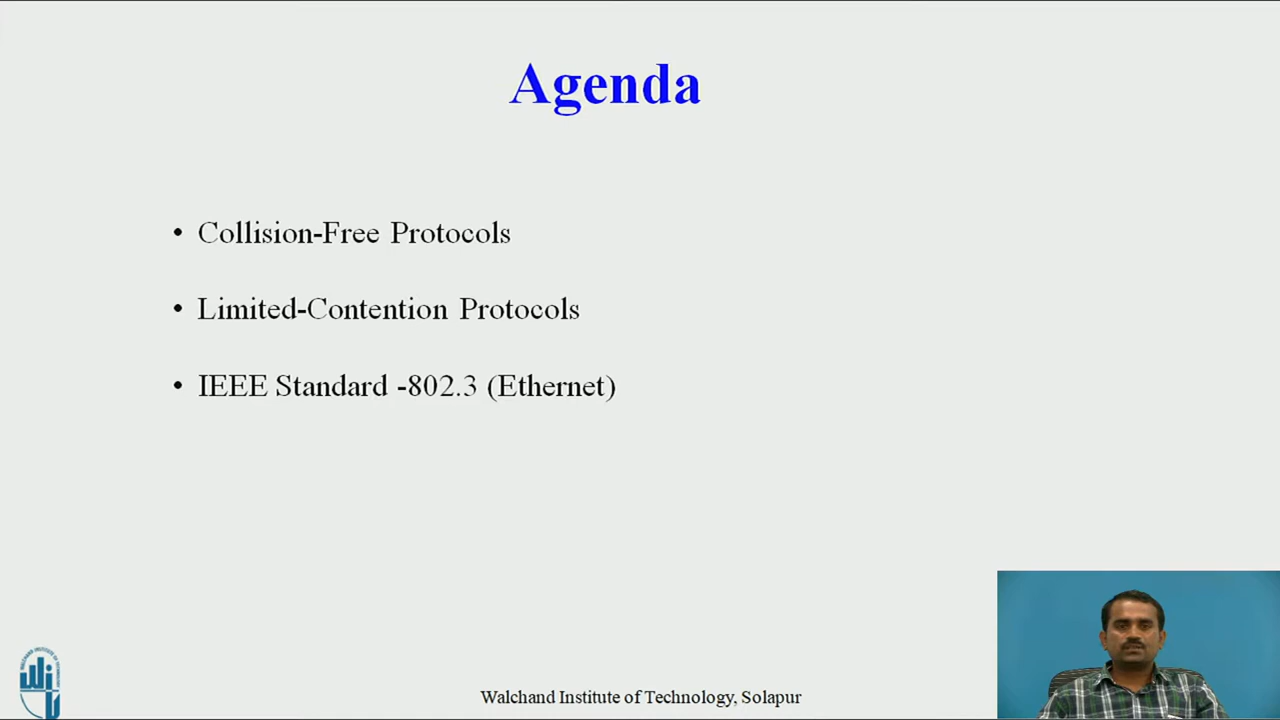 Agenda
• Collision-Free Protocols
• Limited-Contention Protocols
• IEEE Standard -802.3 (Ethernet)
Walchand Institute of Technology, Solapur